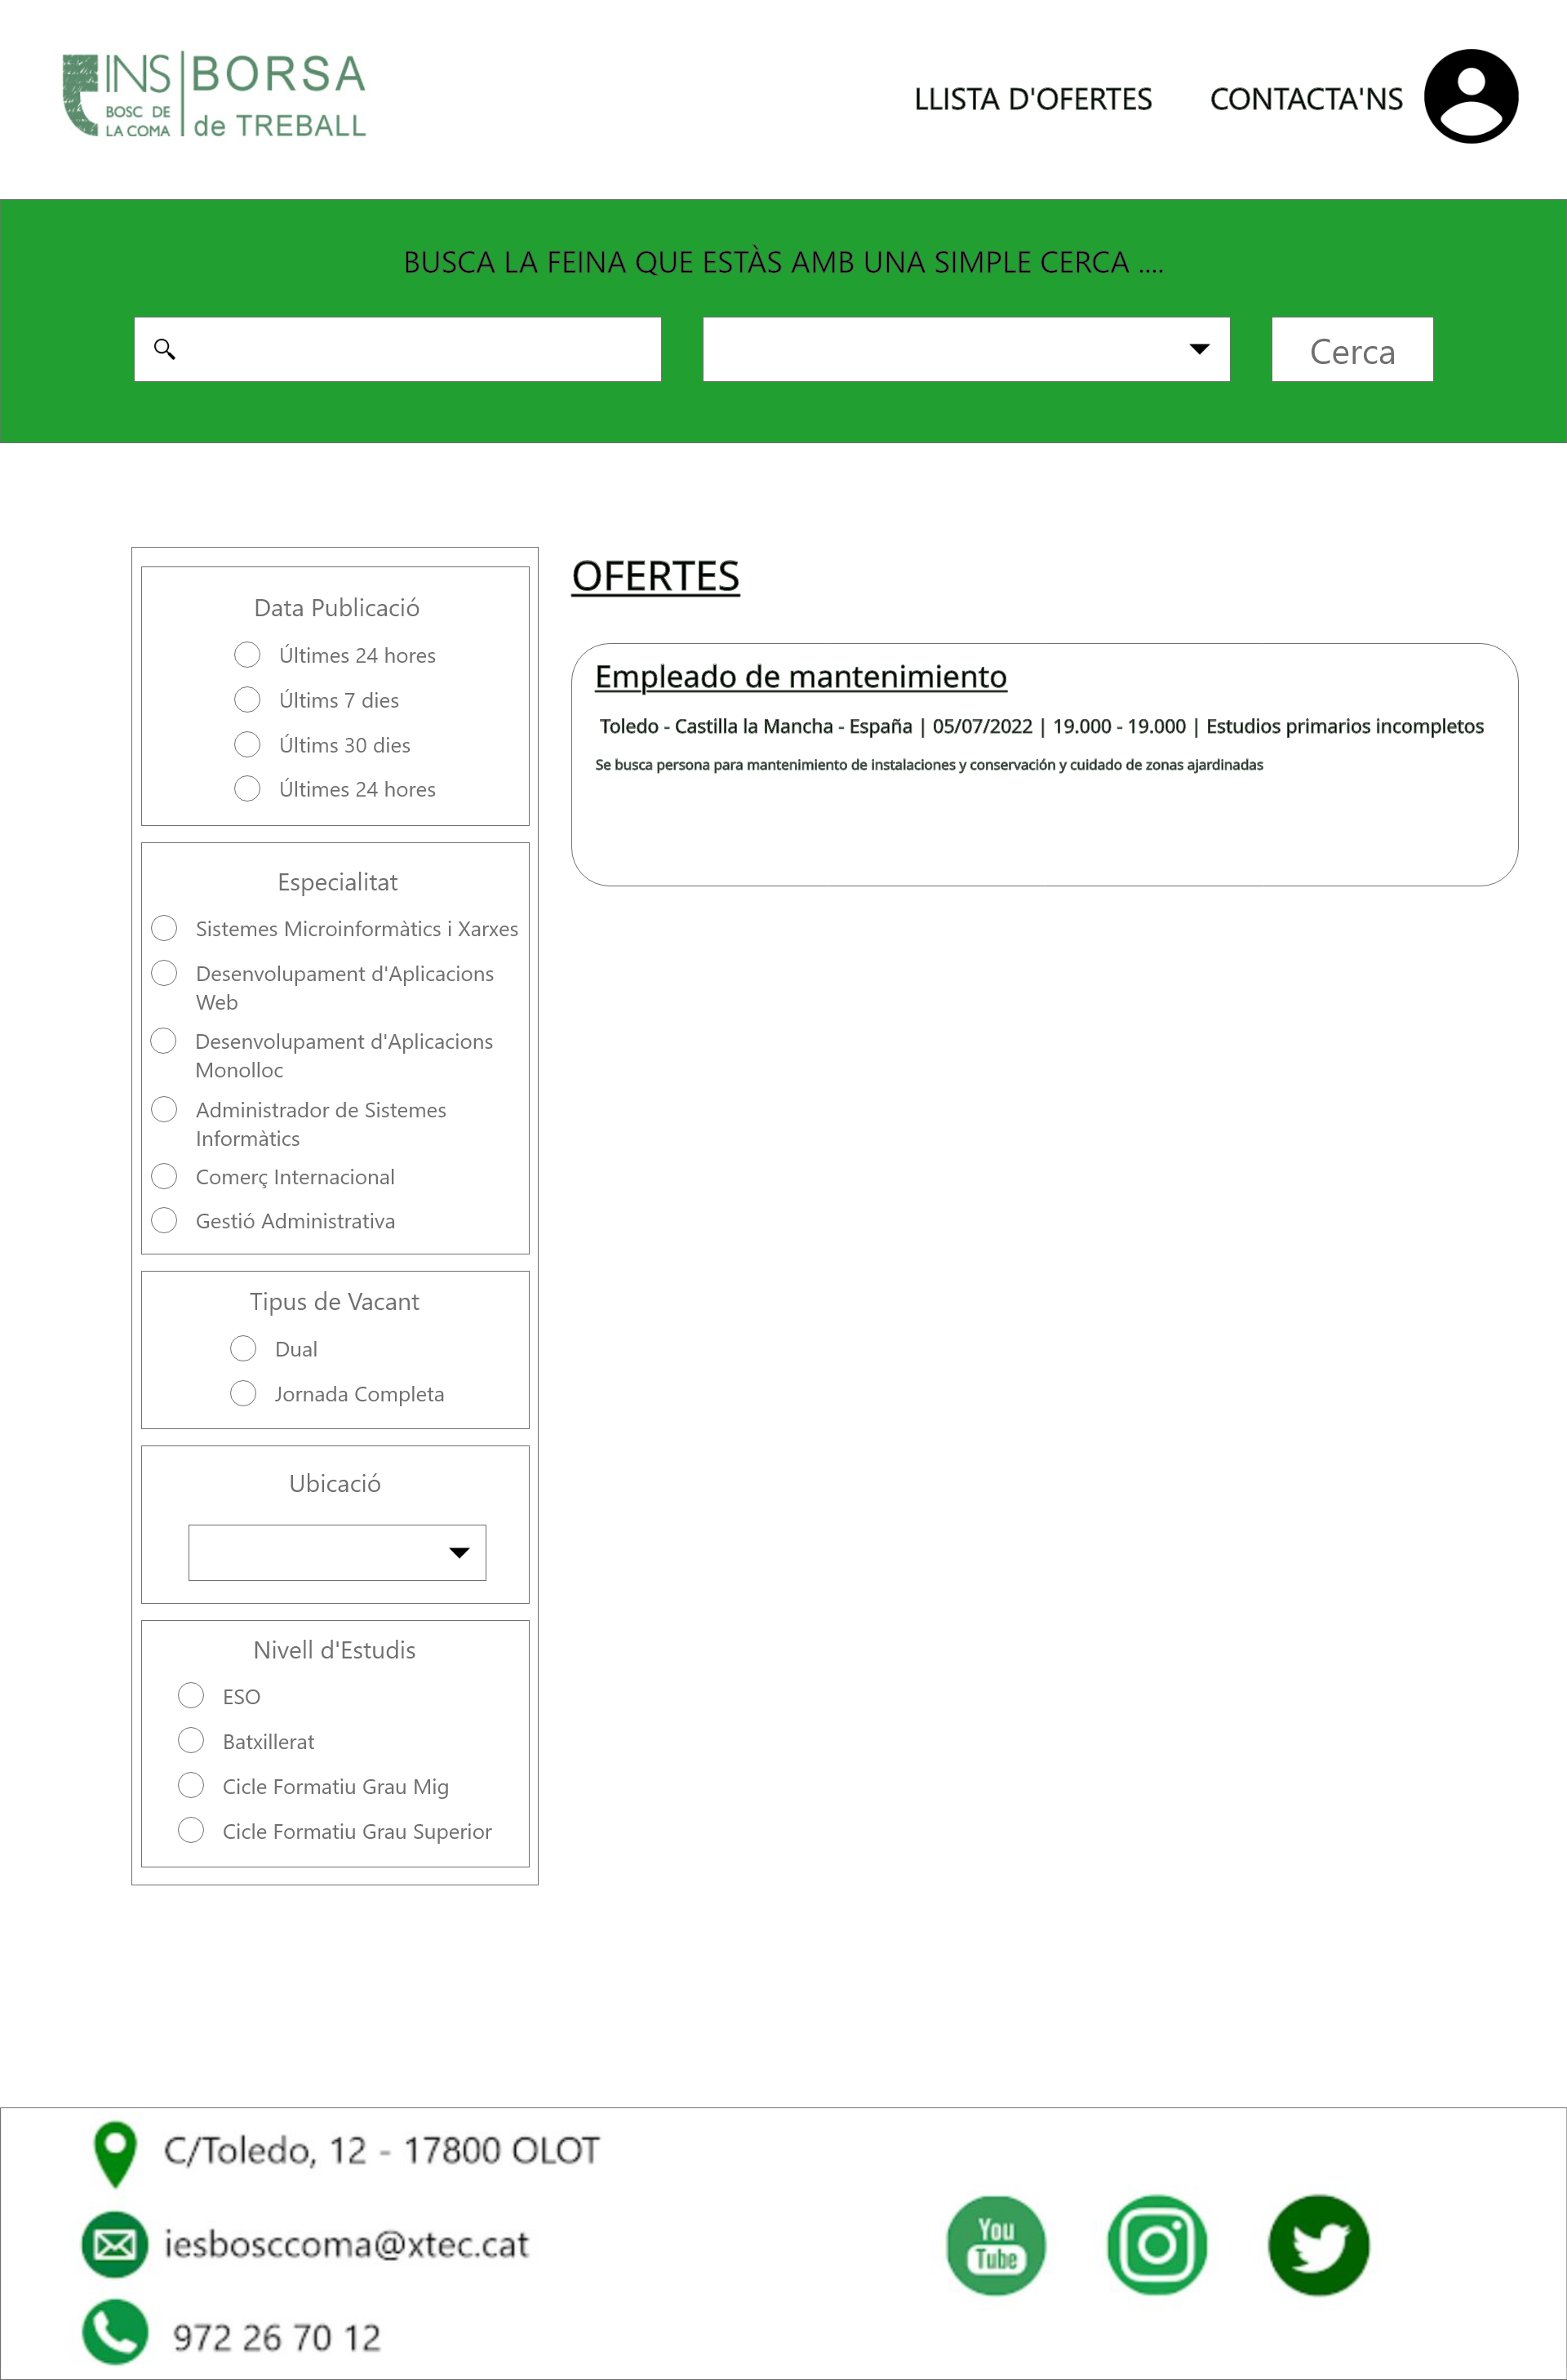 INS
BOSC DE
LA COMA
BORSA
de TREBALL
LLISTA D'OFERTES
CONTACTA'NS
BUSCA LA FEINA QUE ESTÀS AMB UNA SIMPLE CERCA ....
Cerca
Data Publicació
Últimes 24 hores
Últims 7 dies
Últims 30 dies
Últimes 24 hores
Especialitat
Sistemes Microinformàtics i Xarxes
Desenvolupament d'Aplicacions
Web
Desenvolupament d'Aplicacions
Monolloc
Administrador de Sistemes
Informàtics
Comerç Internacional
Gestió Administrativa
Tipus de Vacant
Dual
Jornada Completa
Ubicació
Nivell d'Estudis
ESO
Batxillerat
Cicle Formatiu Grau Mig
Cicle Formatiu Grau Superior
OFERTES
Empleado de mantenimiento
Toledo - Castilla la Mancha - España | 05/07/2022 | 19.000 - 19.000 | Estudios primarios incompletos
Se busca persona para mantenimiento de instalaciones y conservación y cuidado de zonas ajardinadas
C/Toledo, 12 - 17800 OLOT
iesbosccoma@xtec.cat
972 26 70 12
You
Tube